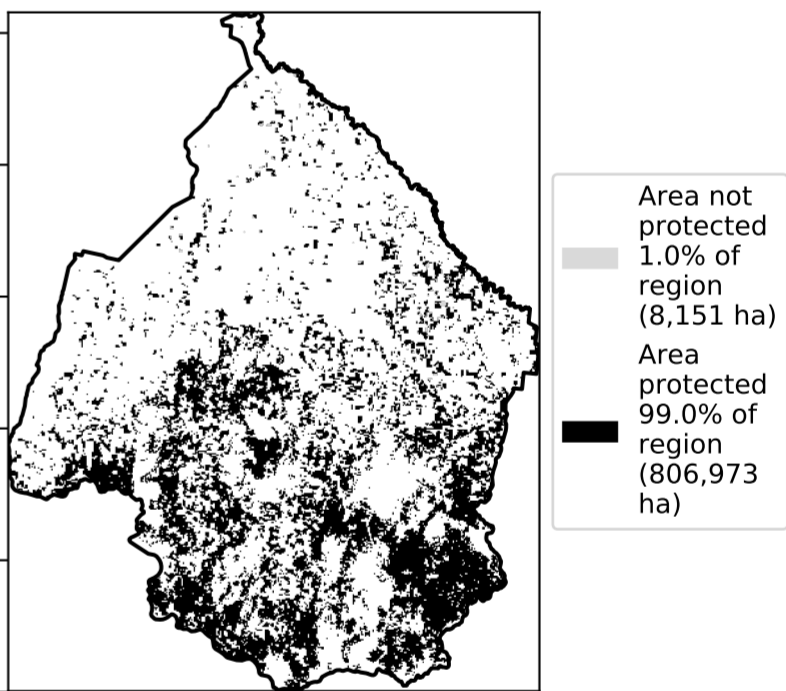 Area not
protected
1.0% of
region
(8,151 ha)
Area
protected
99.0% of
region
(806,973
ha)